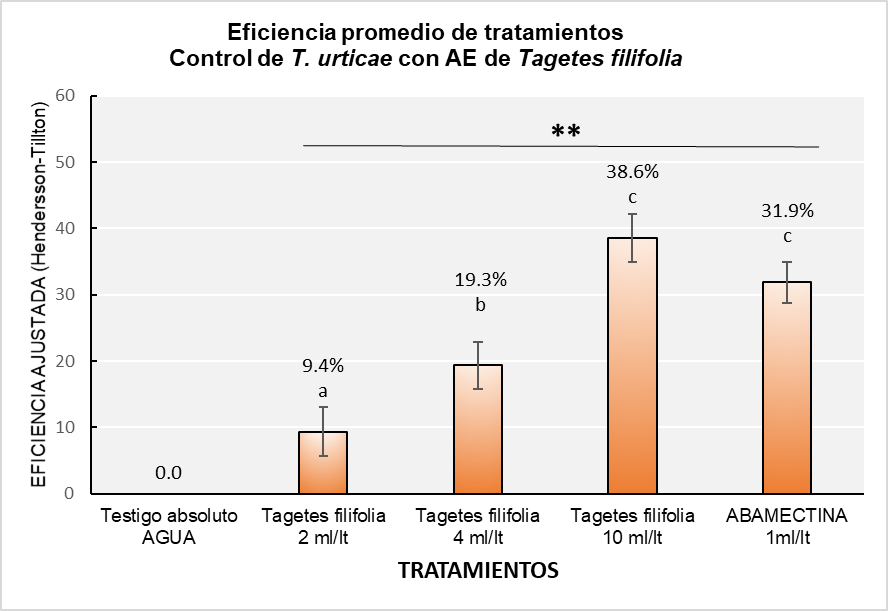 Eficiencia promedio de tratamientos
Control de T. urticae con AE de Tagetes filifolia
EFICIENCIA AJUSTADA (Hendersson-Tillton)
60
50
40
30
20
10
0
**
0.0
9.4%
a
19.3%
b
38.6%
c
31.9%
c
Testigo absoluto
AGUA
Tagetes filifolia
2 ml/lt
Tagetes filifolia
4 ml/lt
Tagetes filifolia
10 ml/lt
ABAMECTINA
1ml/lt
TRATAMIENTOS